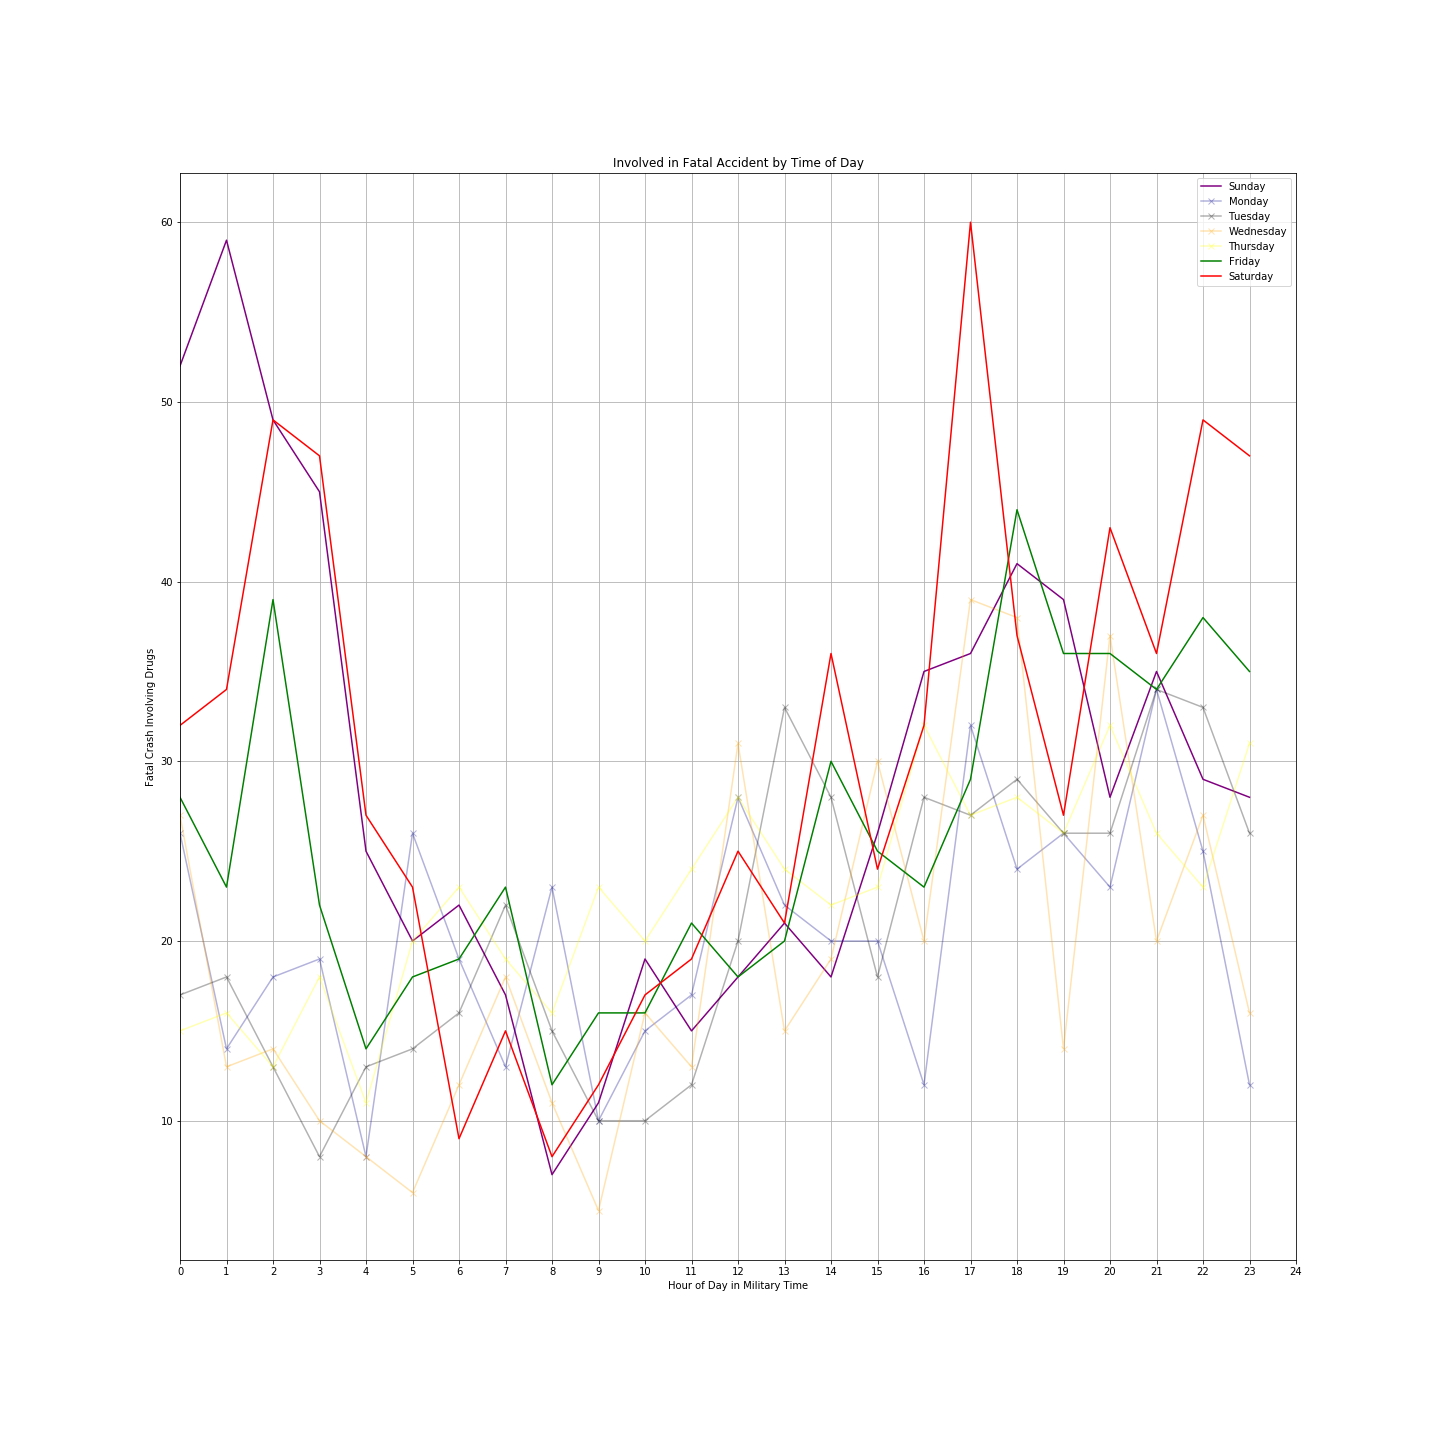 Involved in Fatal Accident by Time of Day
Sunday
Monday
Tuesday
Wednesday
Thursday
Friday
Saturday
60
50
40
30
20
10
Fatal Crash Involving Drugs
0 1 2 3 4 5 6 7 8 9 10 11 12 13 14 15 16 17 18 19 20 21 22 23 24
Hour of Day in Military Time